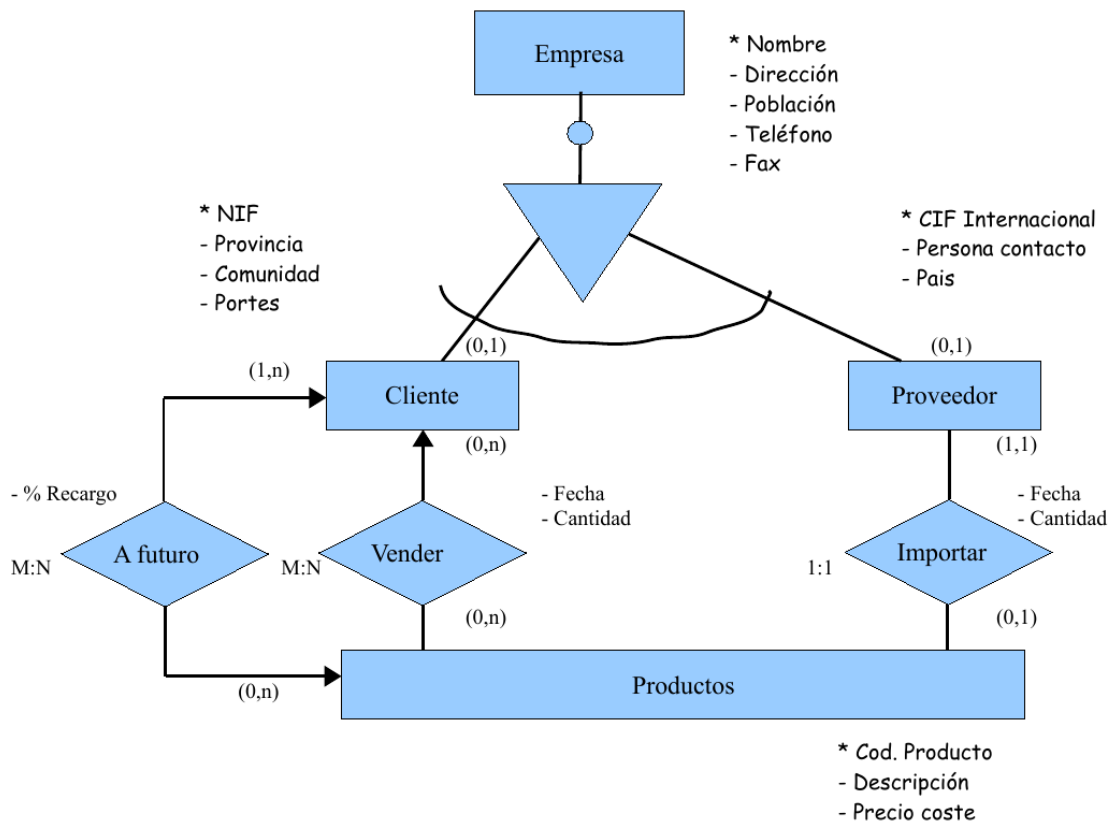 Empresa
* Nombre
- Dirección
- Población
- Teléfono
- Fax
* NIF
- Provincia
- Comunidad
- Portes
* CIF Internacional
- Persona contacto
- Pais
(0,1)
(0,1)
(1,n)
Cliente
Proveedor
(0,n)
(1,1)
- % Recargo
- Fecha
- Cantidad
- Fecha
- Cantidad
A futuro
Vender
Importar
M:N
M:N
1:1
(0,n)
(0,1)
(0,n)
Productos
* Cod. Producto
- Descripción
- Precio coste